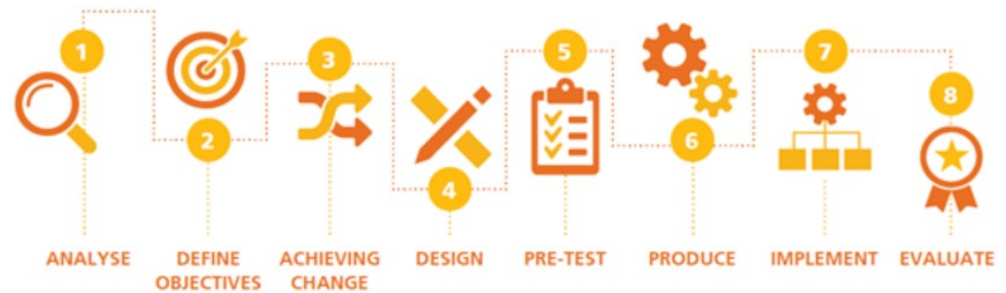 1
2
3
4
5
6
7
8
ANALYSE
DEFINE
OBJECTIVES
ACHIEVING
CHANGE
DESIGN
PRE-TEST
PRODUCE
IMPLEMENT
EVALUATE